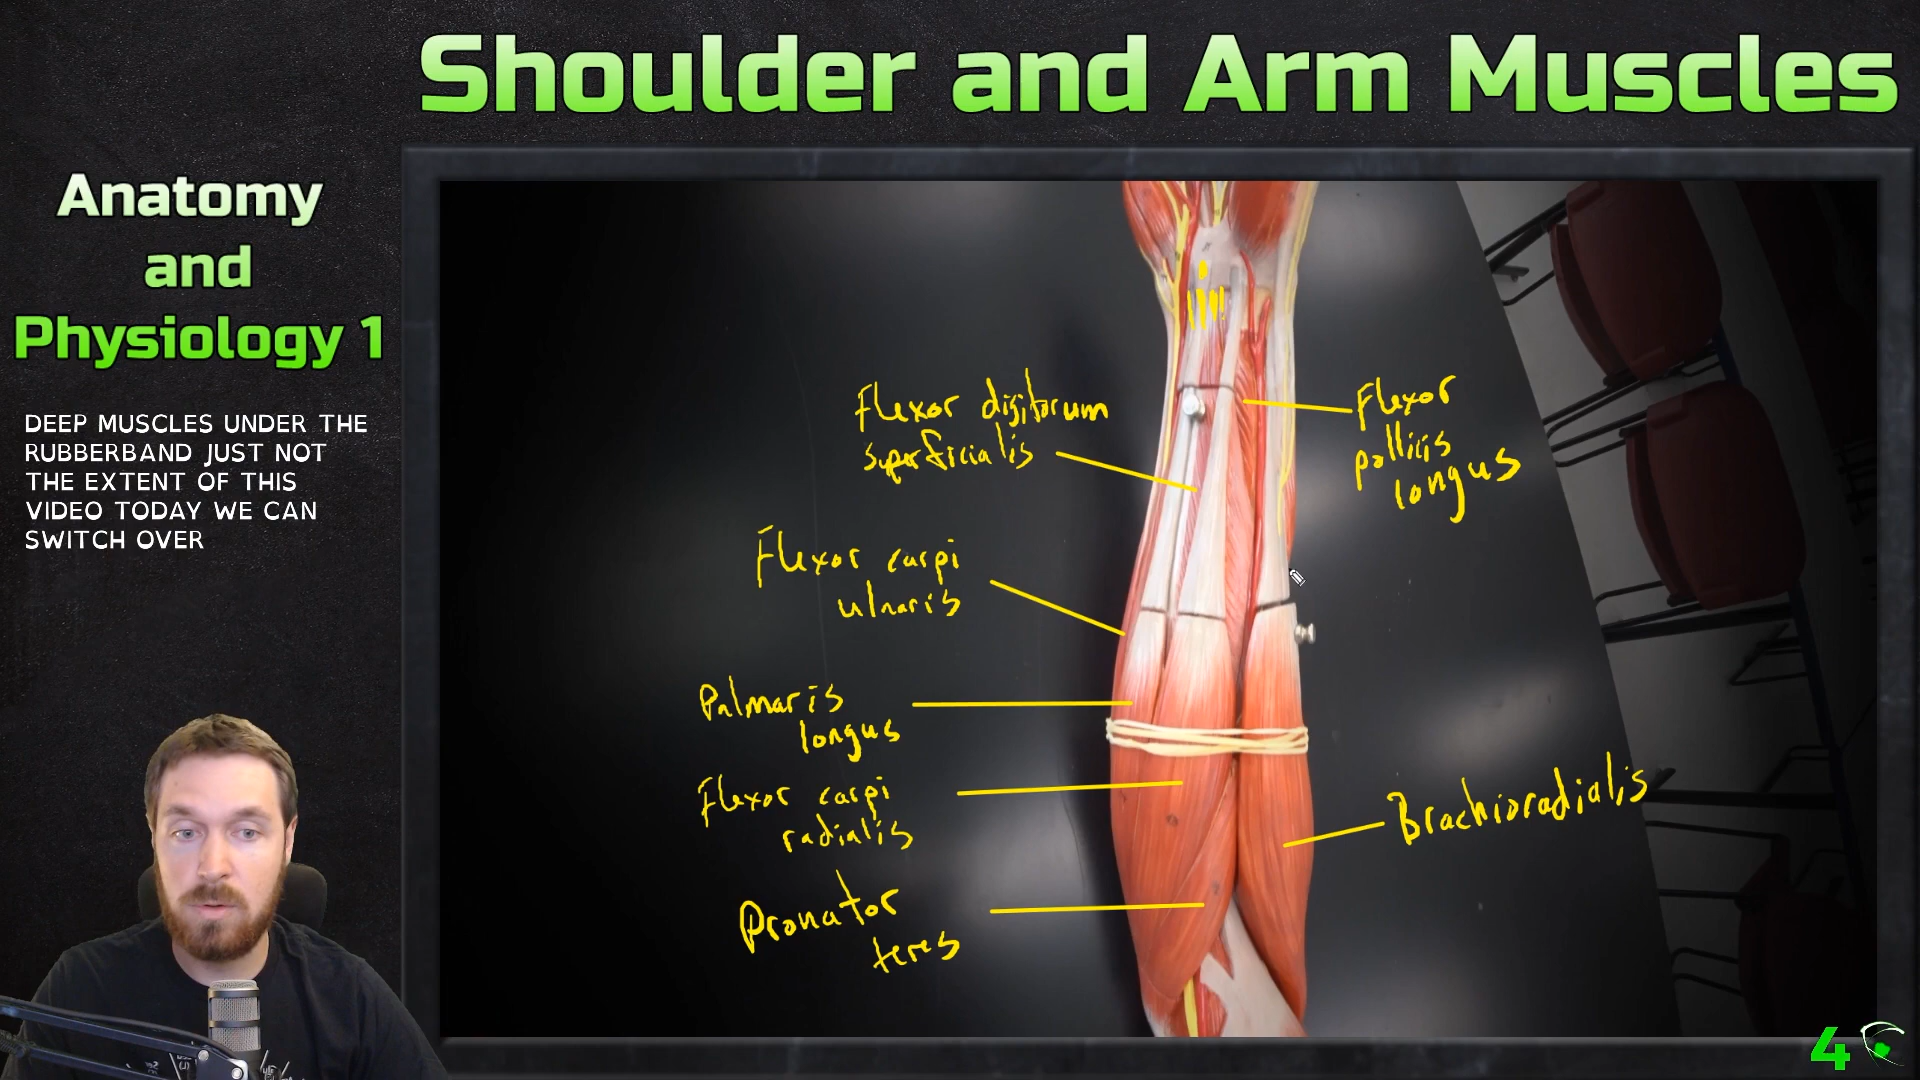 Shoulder and Arm Muscles
Anatomy
and
Physiology 1
DEEP MUSCLES UNDER THE
RUBBERBAND JUST NOT
THE EXTENT OF THIS
VIDEO TODAY WE CAN
SWITCH OVER
Flexor digitorum
superficialis
Flexor
pollicis
longus
Flexor carpi
ulnaris
Palmaris
longus
Flexor carpi
radialis
Brachioradialis
Pronator
teres
4